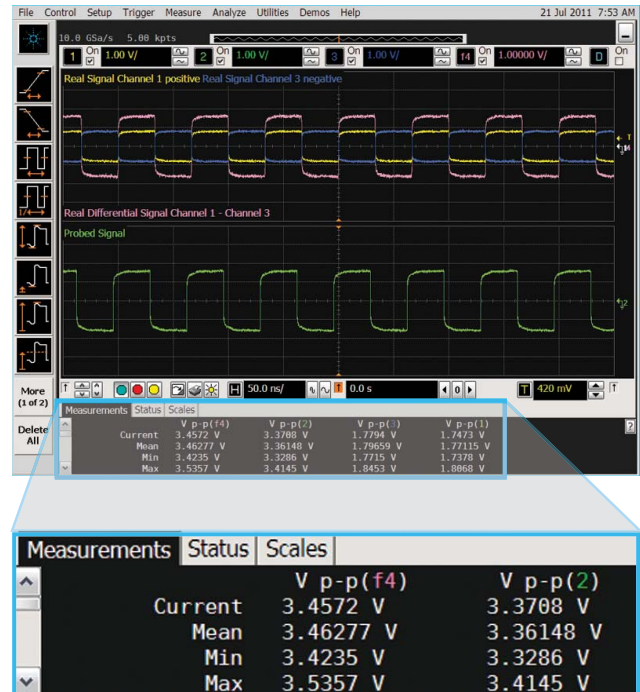 File Control Setup Trigger Measure Analyze Utilities Demos Help 21 Jul 2011 7:53 AM
10.0 GSa/s 5.00 kpts
1 On 1.00 V/ 2 On 1.00 V/ 3 On 1.00 V/ f4 On 1.00000 V/ D On
Real Signal Channel 1 positive Real Signal Channel 3 negative
T
Real Differential Signal Channel 1 - Channel 3
Probed Signal
2
1/
More
(1 of 2)
Delete
All
H 50.0 ns/ T 0.0 s 0 T 420 mV
Measurements Status Scales
V p-p(f4) V p-p(2) V p-p(3) V p-p(1)
Current 3.4572 V 3.3708 V 1.7794 V 1.7473 V
Mean 3.46277 V 3.36148 V 1.79659 V 1.77115 V
Min 3.4235 V 3.3286 V 1.7715 V 1.7378 V
Max 3.5357 V 3.4145 V 1.8453 V 1.8068 V
?
Measurements Status Scales
V p-p(f4) V p-p(2)
Current 3.4572 V 3.3708 V
Mean 3.46277 V 3.36148 V
Min 3.4235 V 3.3286 V
Max 3.5357 V 3.4145 V